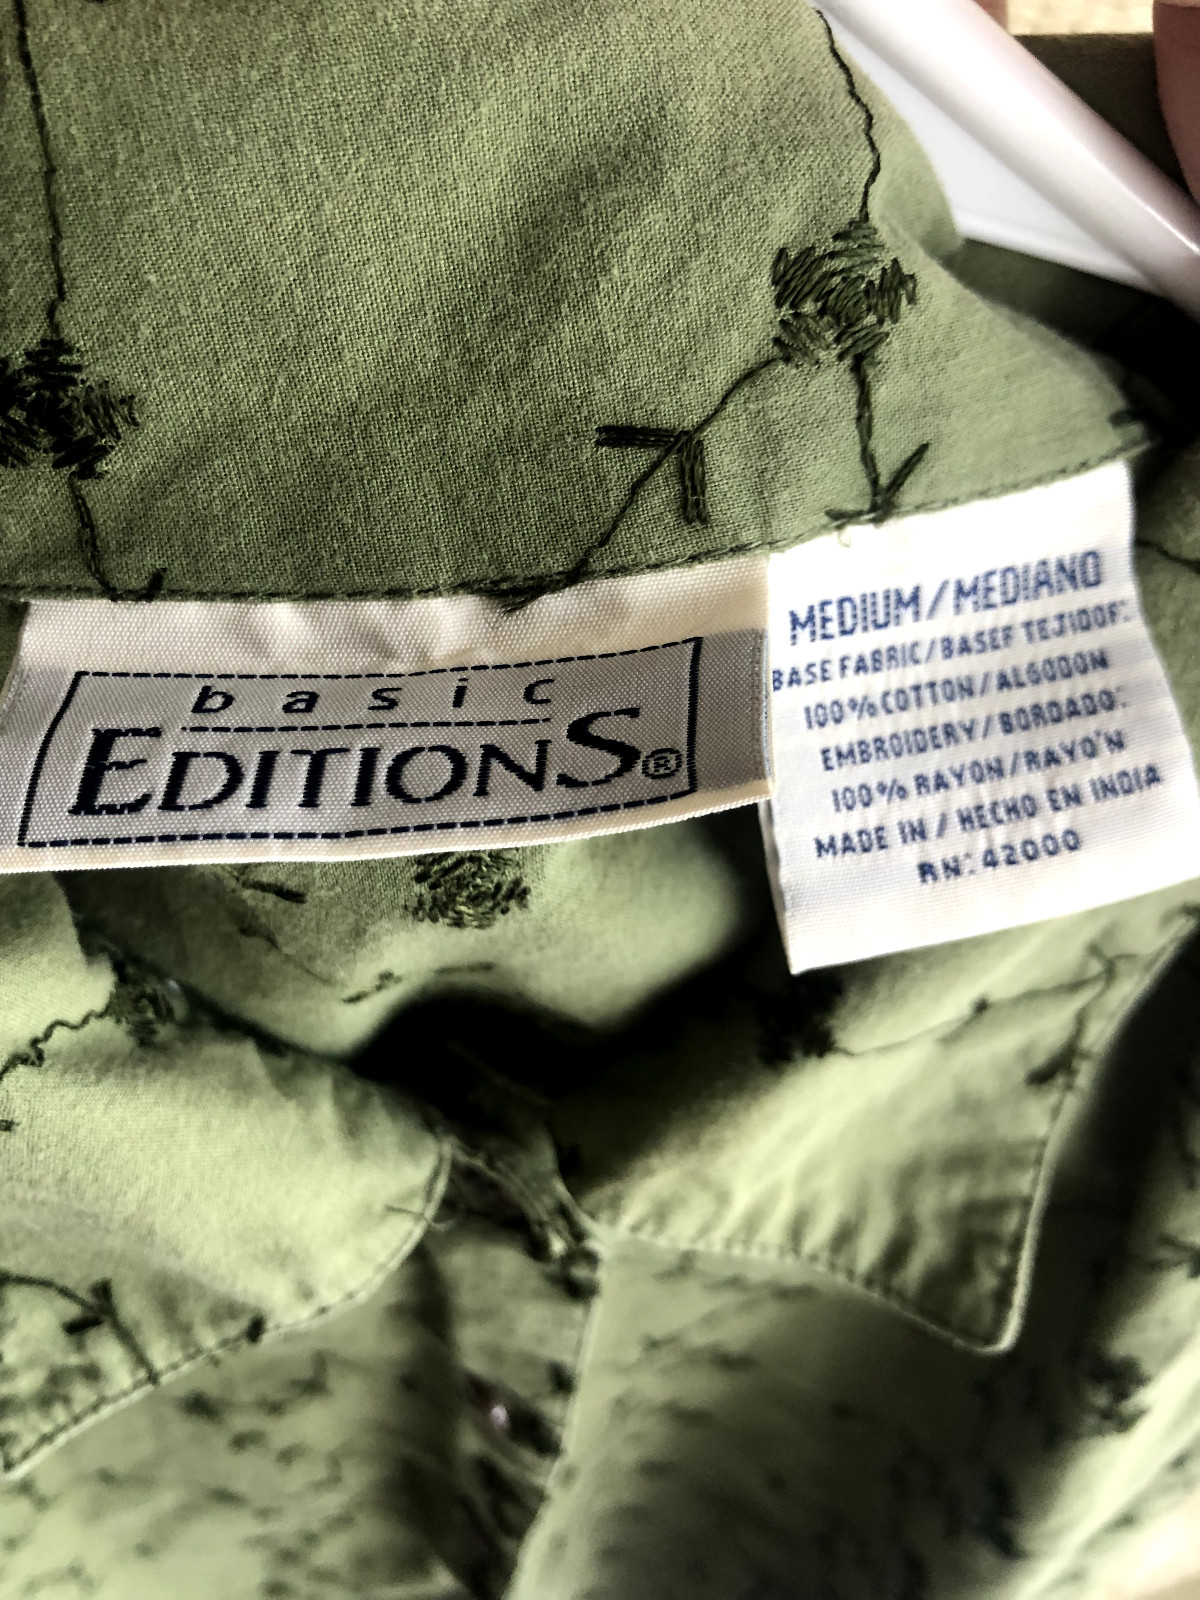 basic
EDITIONS®
MEDIUM/MEDIANO
BASE FABRIC/BASEF TEJIDOF:
100% COTTON/ALGODON
EMBROIDERY/BORDADO:
100% RAYON/RAYO'N
MADE IN / HECHO EN INDIA
RN: 42000